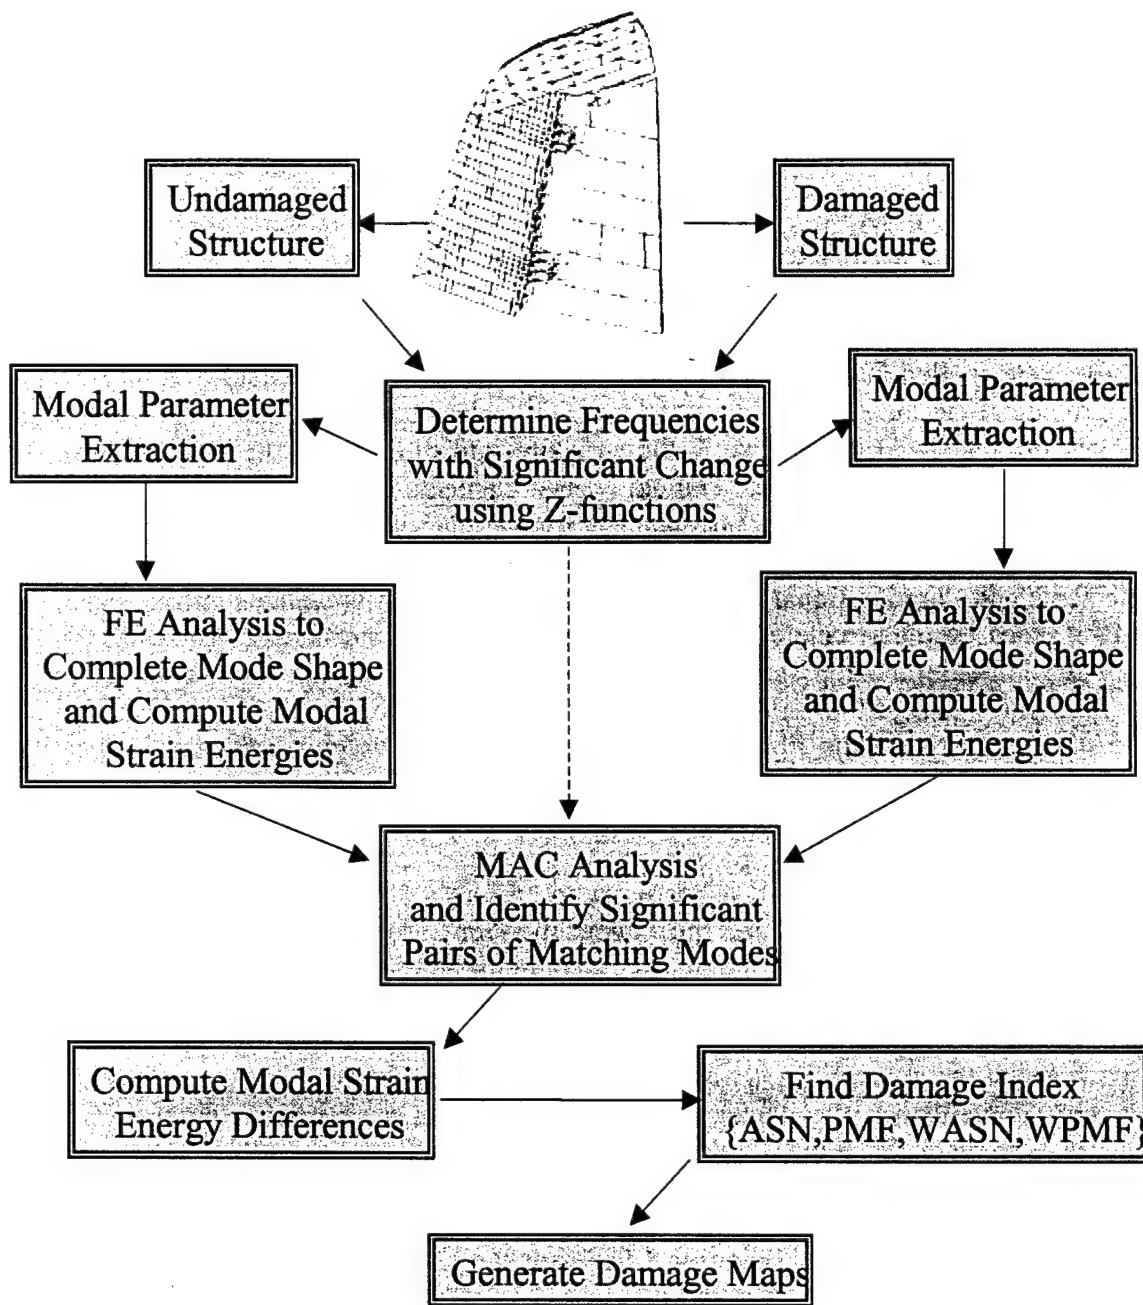 Undamaged
Structure
Damaged
Structure
Modal Parameter
Extraction
Determine Frequencies
with Significant Change
using Z-functions
Modal Parameter
Extraction
FE Analysis to
Complete Mode Shape
and Compute Modal
Strain Energies
FE Analysis to
Complete Mode Shape
and Compute Modal
Strain Energies
MAC Analysis
and Identify Significant
Pairs of Matching Modes
Compute Modal Strain
Energy Differences
Find Damage Index
{ASN,PMF,WASN,WPMF}
Generate Damage Maps